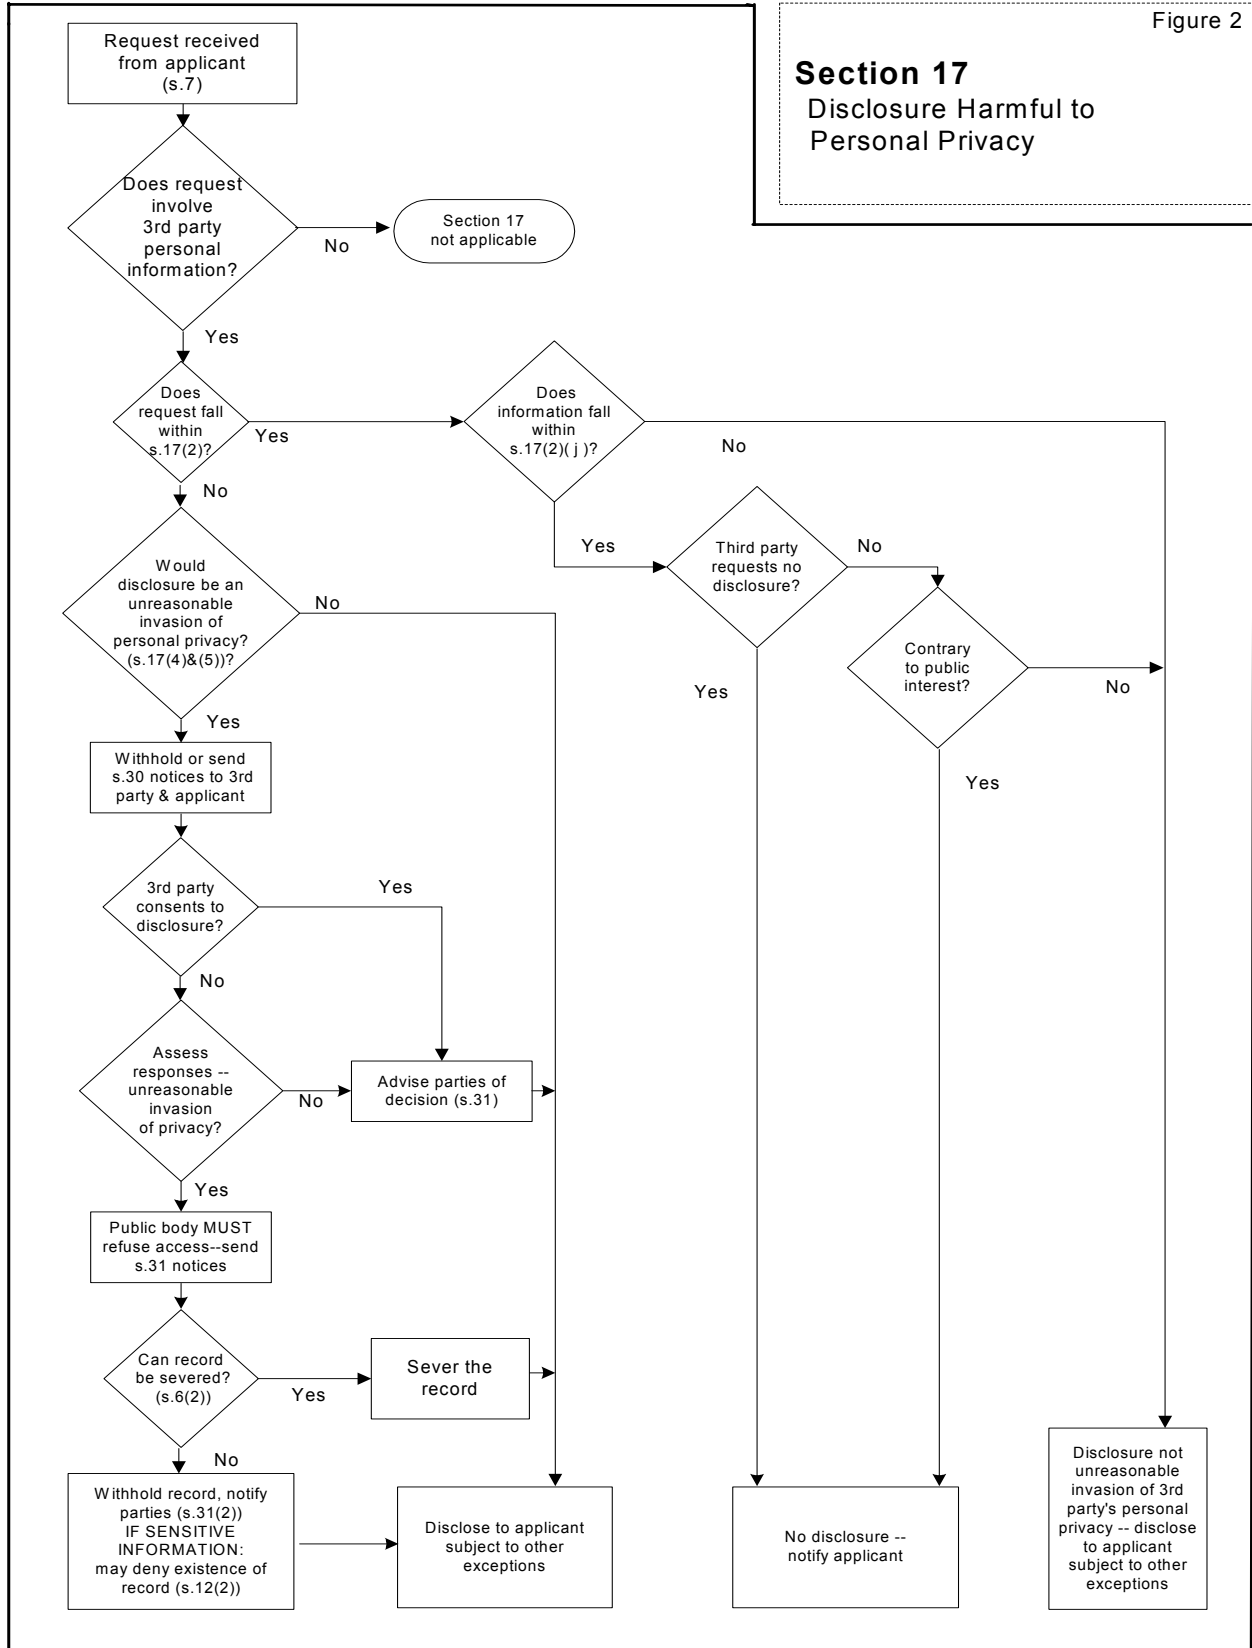 Figure 2
Section 17
Disclosure Harmful to
Personal Privacy
Request received
from applicant
(s.7)
Does request
involve
3rd party
personal
information?
No
Section 17
not applicable
Yes
Does
request fall
within
s.17(2)?
Yes
Does
information fall
within
s.17(2)( j )?
No
No
Would
disclosure be an
unreasonable
invasion of
personal privacy?
(s.17(4)&(5))?
No
Yes
Third party
requests no
disclosure?
No
Yes
Contrary
to public
interest?
No
Yes
Yes
Withhold or send
s.30 notices to 3rd
party & applicant
3rd party
consents to
disclosure?
Yes
No
Assess
responses --
unreasonable
invasion
of privacy?
No
Advise parties of
decision (s.31)
Yes
Public body MUST
refuse access--send
s.31 notices
Can record
be severed?
(s.6(2))
Yes
Sever the
record
No
Withhold record, notify
parties (s.31(2))
IF SENSITIVE
INFORMATION:
may deny existence of
record (s.12(2))
Disclose to applicant
subject to other
exceptions
No disclosure --
notify applicant
Disclosure not
unreasonable
invasion of 3rd
party's personal
privacy -- disclose
to applicant
subject to other
exceptions